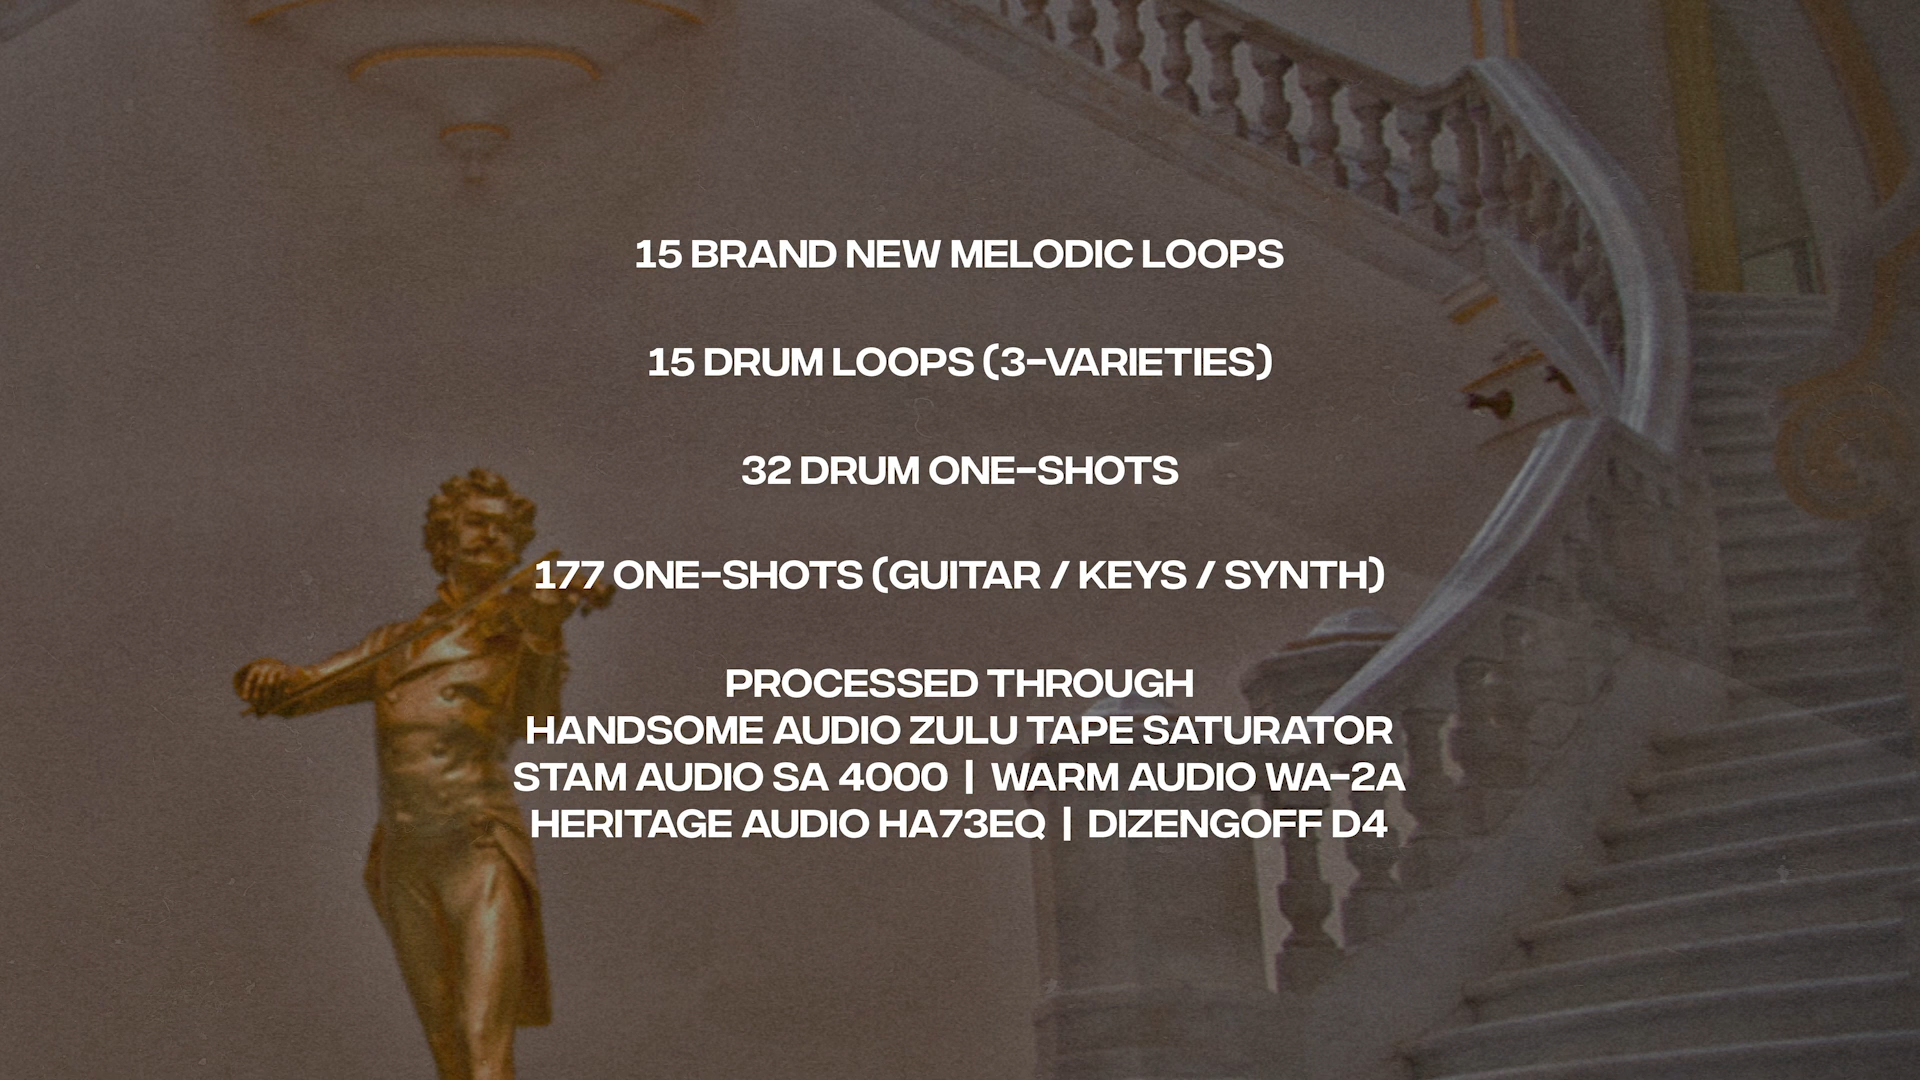 15 BRAND NEW MELODIC LOOPS
15 DRUM LOOPS (3-VARIETIES)
32 DRUM ONE-SHOTS
177 ONE-SHOTS (GUITAR / KEYS / SYNTH)
PROCESSED THROUGH
HANDSOME AUDIO ZULU TAPE SATURATOR
STAM AUDIO SA 4000 | WARM AUDIO WA-2A
HERITAGE AUDIO HA73EQ | DIZENGOFF D4